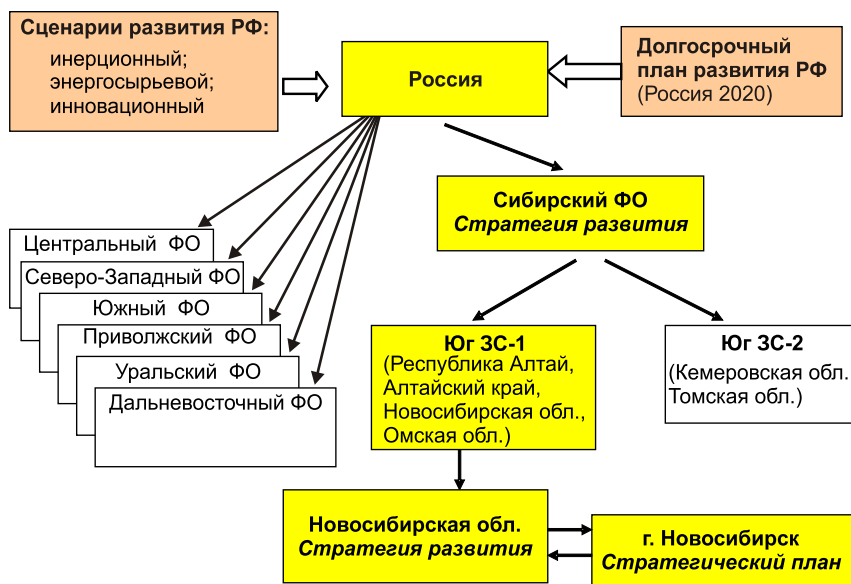 Сценарии развития РФ:
инерционный;
энергосырьевой;
инновационный
Россия
Долгосрочный
план развития РФ
(Россия 2020)
Сибирский ФО
Стратегия развития
Центральный ФО
Северо-Западный ФО
Южный ФО
Приволжский ФО
Уральский ФО
Дальневосточный ФО
Юг ЗС-1
(Республика Алтай,
Алтайский край,
Новосибирская обл.,
Омская обл.)
Юг ЗС-2
(Кемеровская обл.
Томская обл.)
Новосибирская обл.
Стратегия развития
г. Новосибирск
Стратегический план